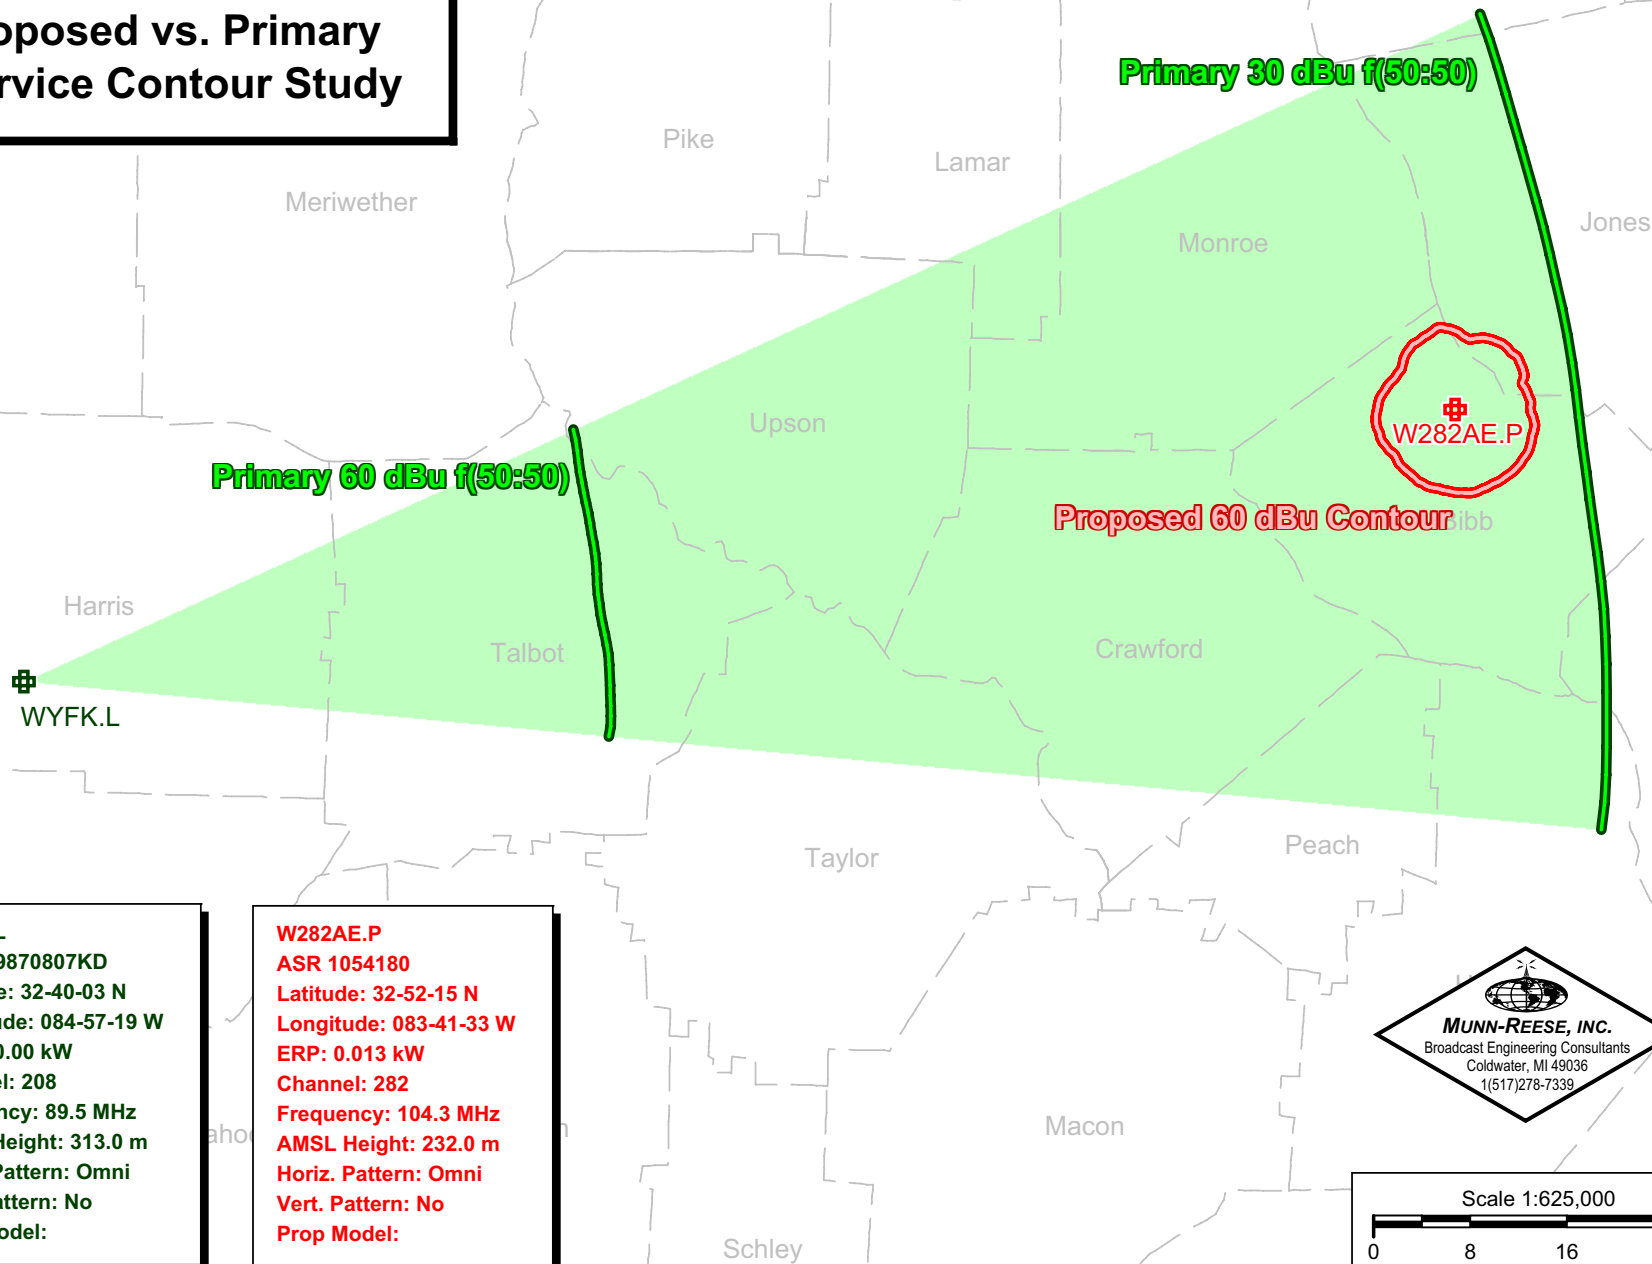 oposed vs. Primary
rvice Contour Study
Primary 30 dBu f(50:50)
Pike
Lamar
Meriwether
Jones
Monroe
Upson
W282AE.P
Primary 60 dBu f(50:50)
Proposed 60 dBu Contour
Bibb
Harris
Talbot
Crawford
WYFK.L
Taylor
Peach
9870807KD
e: 32-40-03 N
ude: 084-57-19 W
0.00 kW
el: 208
ncy: 89.5 MHz
Height: 313.0 m
Pattern: Omni
attern: No
odel:
W282AE.P
ASR 1054180
Latitude: 32-52-15 N
Longitude: 083-41-33 W
ERP: 0.013 kW
Channel: 282
Frequency: 104.3 MHz
AMSL Height: 232.0 m
Horiz. Pattern: Omni
Vert. Pattern: No
Prop Model:
ahoo
Macon
Schley
MUNN-REESE, INC.
Broadcast Engineering Consultants
Coldwater, MI 49036
1(517)278-7339
Scale 1:625,000
0 8 16